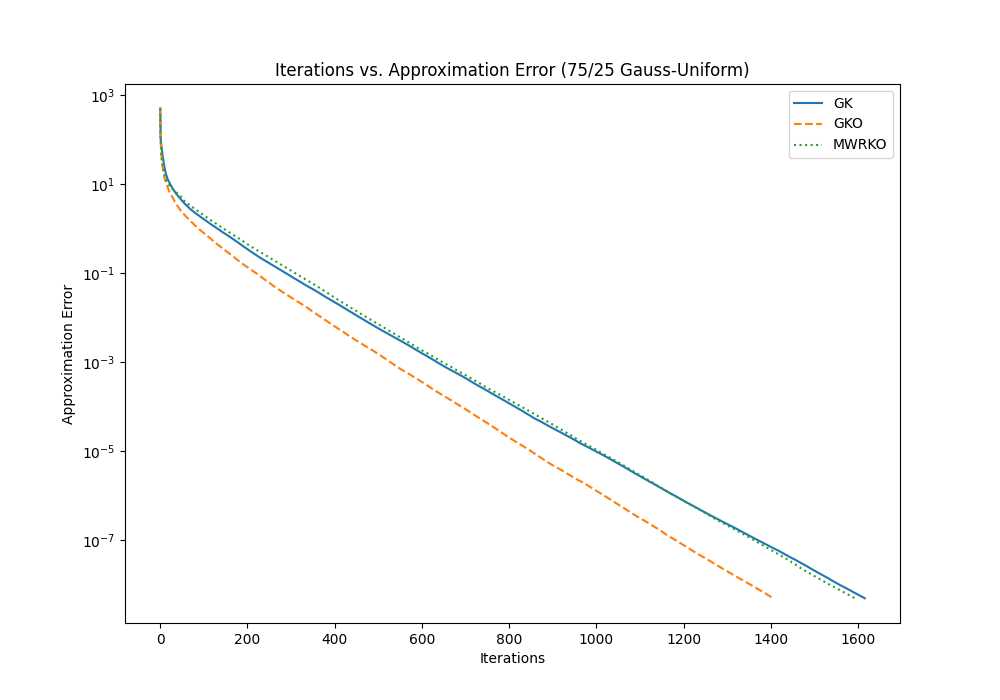 Iterations vs. Approximation Error (75/25 Gauss-Uniform)
GK
GKO
MWRKO
Approximation Error
10³
10¹
10⁻¹
10⁻³
10⁻⁵
10⁻⁷
0 200 400 600 800 1000 1200 1400 1600
Iterations